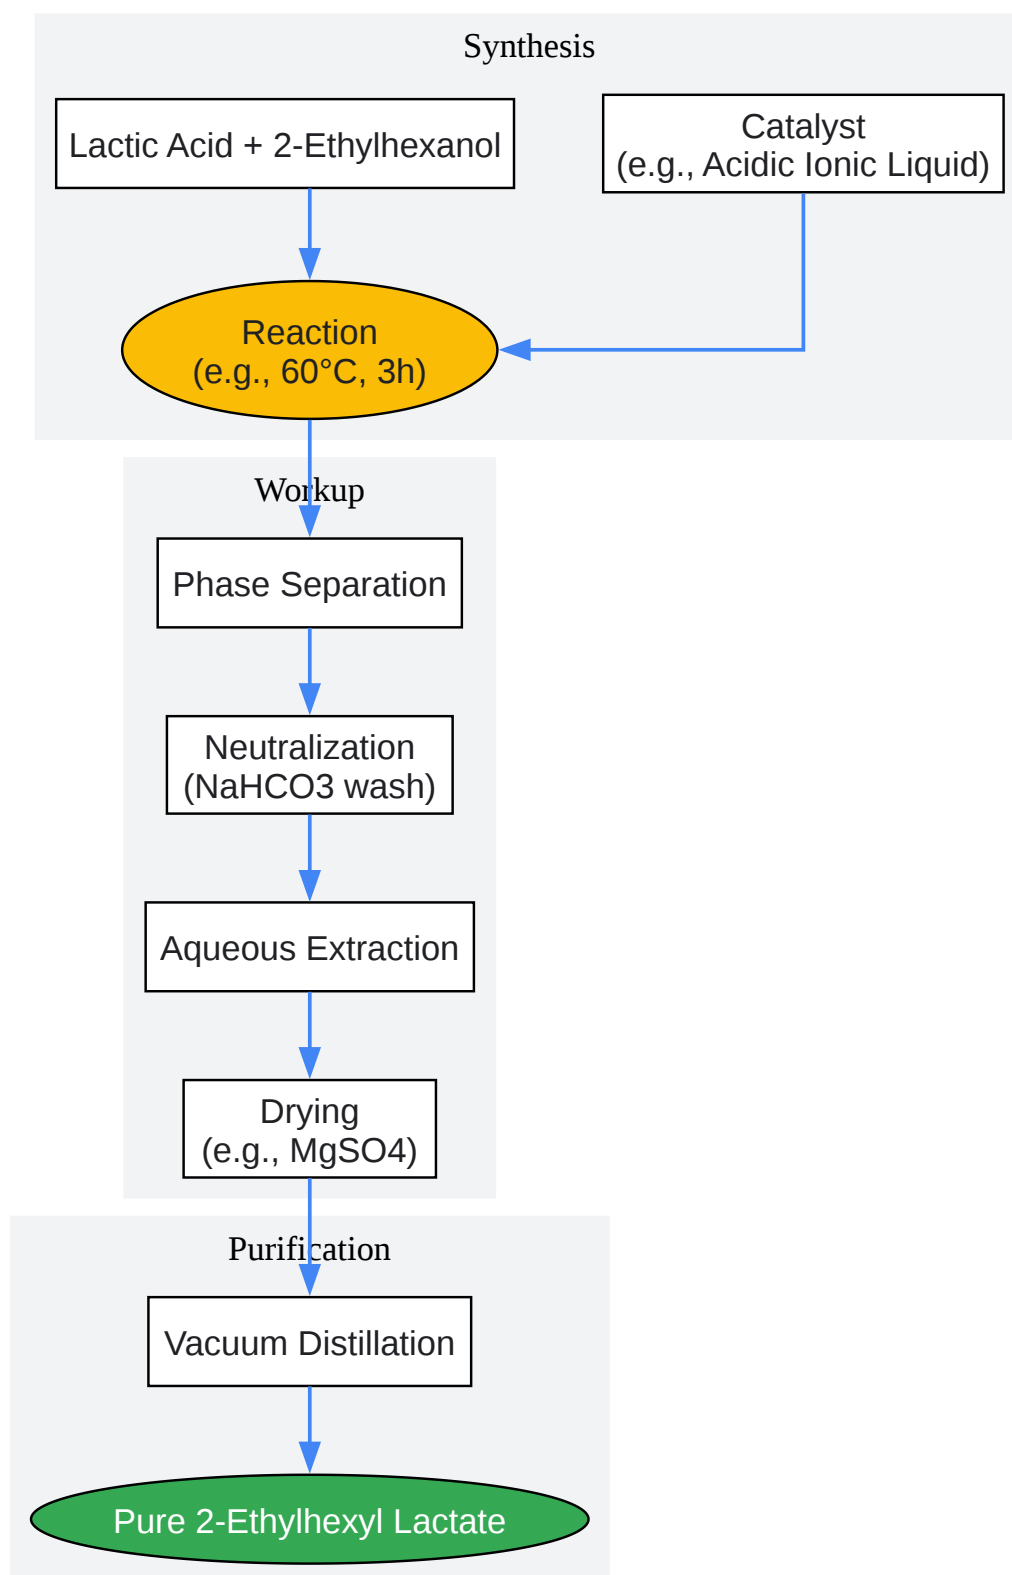 Synthesis
Lactic Acid + 2-Ethylhexanol
Catalyst
(e.g., Acidic Ionic Liquid)
Reaction
(e.g., 60°C, 3h)
Workup
Phase Separation
Neutralization
(NaHCO3 wash)
Aqueous Extraction
Drying
(e.g., MgSO4)
Purification
Vacuum Distillation
Pure 2-Ethylhexyl Lactate